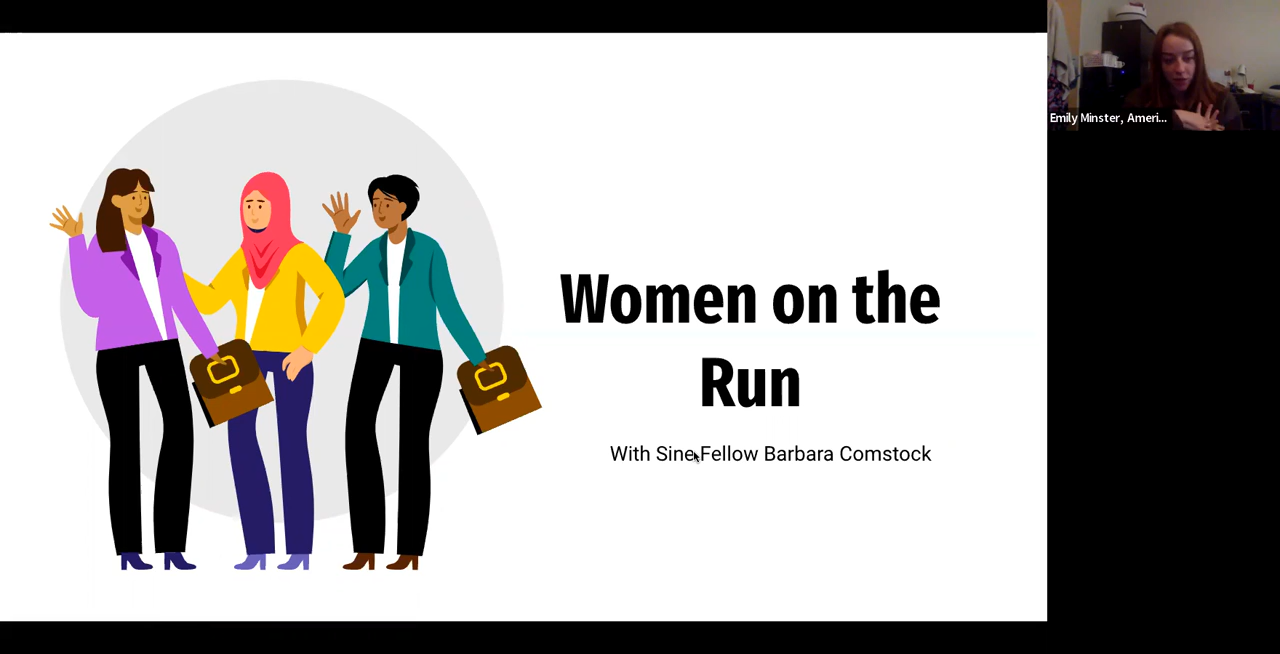 Emily Minster, Ameri...
Women on the
Run
With Sine Fellow Barbara Comstock